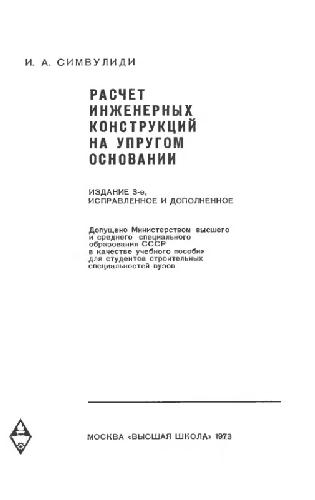 И. А. СИМВУЛИДИ
РАСЧЕТ
ИНЖЕНЕРНЫХ
КОНСТРУКЦИЙ
НА УПРУГОМ
ОСНОВАНИИ
ИЗДАНИЕ 3-е,
ИСПРАВЛЕННОЕ И ДОПОЛНЕННОЕ
Допущено Министерством высшего
и среднего специального
образования СССР
в качестве учебного пособия
для студентов строительных
специальностей вузов
МОСКВА «ВЫСШАЯ ШКОЛА» 1973